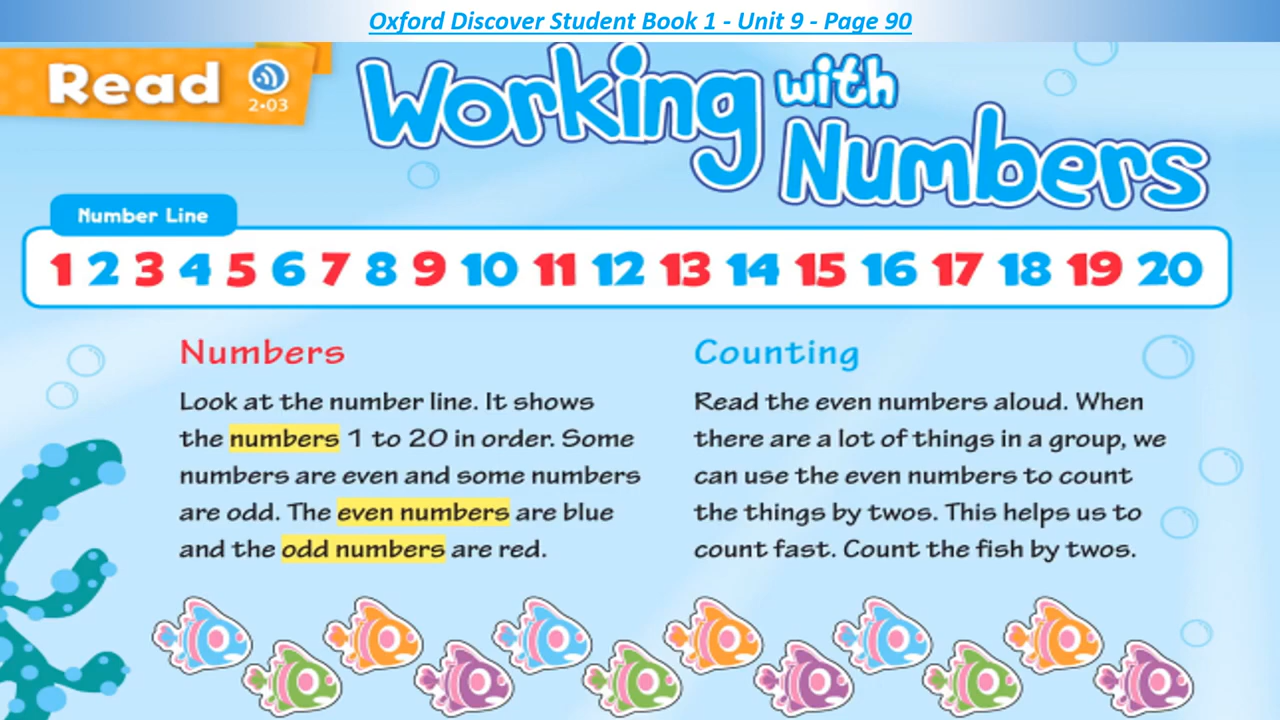 Oxford Discover Student Book 1 - Unit 9 - Page 90
Read
2•03
Working with
Numbers
Number Line
1 2 3 4 5 6 7 8 9 10 11 12 13 14 15 16 17 18 19 20
Numbers
Look at the number line. It shows
the numbers 1 to 20 in order. Some
numbers are even and some numbers
are odd. The even numbers are blue
and the odd numbers are red.
Counting
Read the even numbers aloud. When
there are a lot of things in a group, we
can use the even numbers to count
the things by twos. This helps us to
count fast. Count the fish by twos.